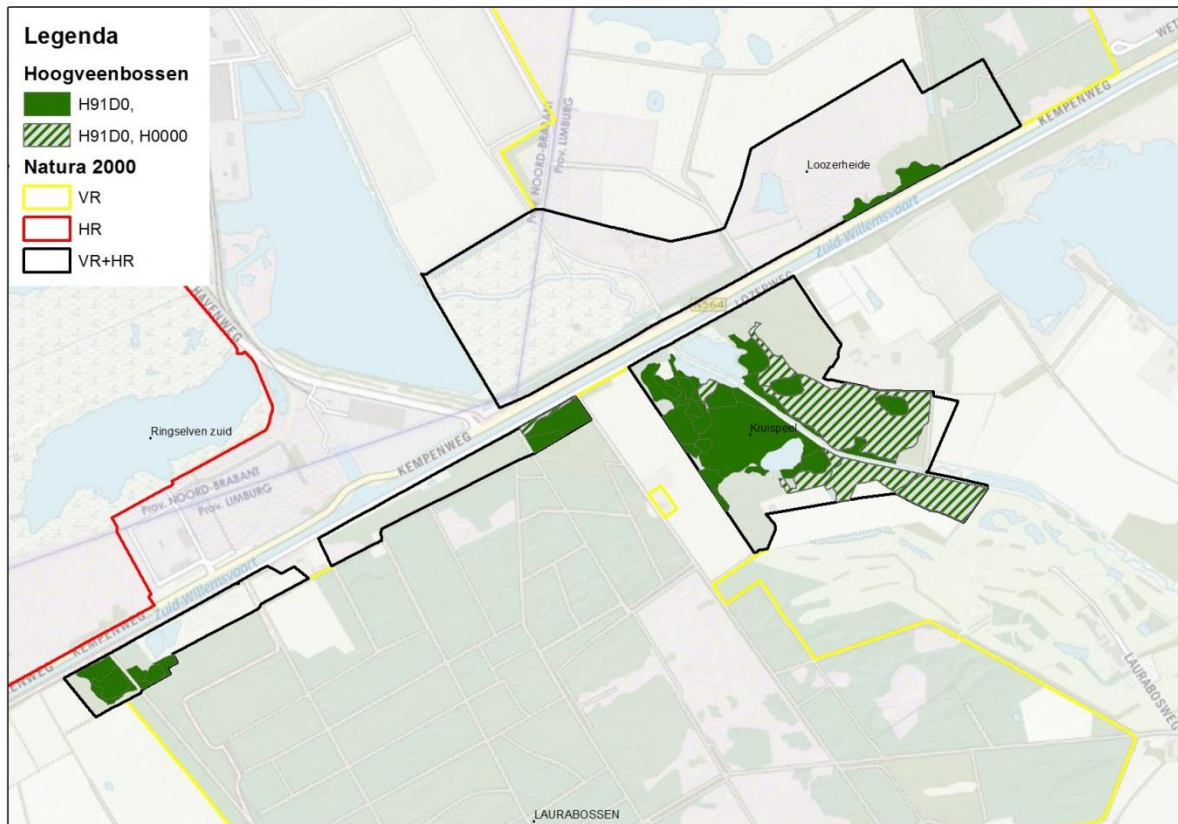 Legenda
Hoogveenbossen
H91D0,
H91D0, H0000
Natura 2000
VR
HR
VR+HR
Prov. NOORD-BRABANT
Prov. LIMBURG
KEMPENWEG
Loozerheide
Zuid-Willemsvaart
LOZERWEG
N564
HAVENWEG
Ringselven zuid
KEMPENWEG
Kruispeel
Prov. NOORD-BRABANT
Prov. LIMBURG
Zuid-Willemsvaart
KEMPENWEG
LAURABOSWEG
LAURABOSSEN